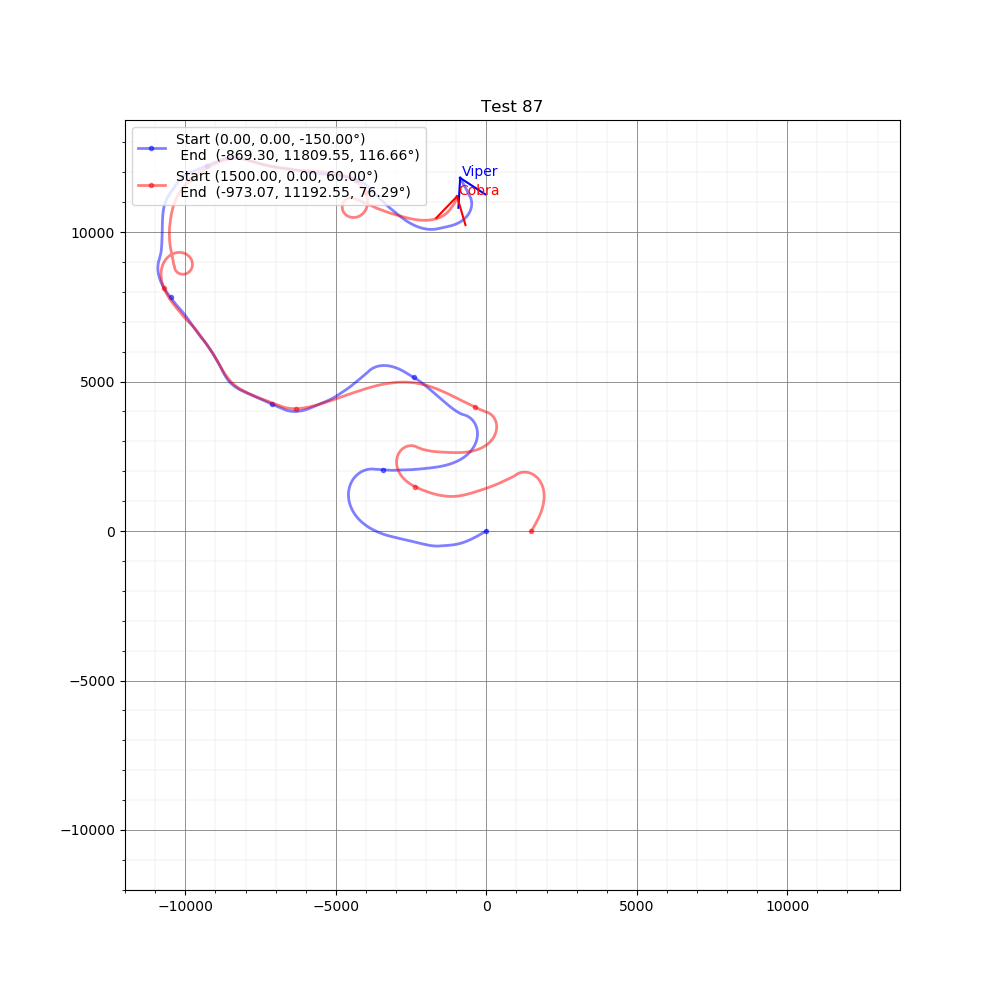 Test 87
Start (0.00, 0.00, -150.00°)
End  (-869.30, 11809.55, 116.66°)
Start (1500.00, 0.00, 60.00°)
End  (-973.07, 11192.55, 76.29°)
Viper
Cobra
10000
5000
0
−5000
−10000
−10000
−5000
0
5000
10000